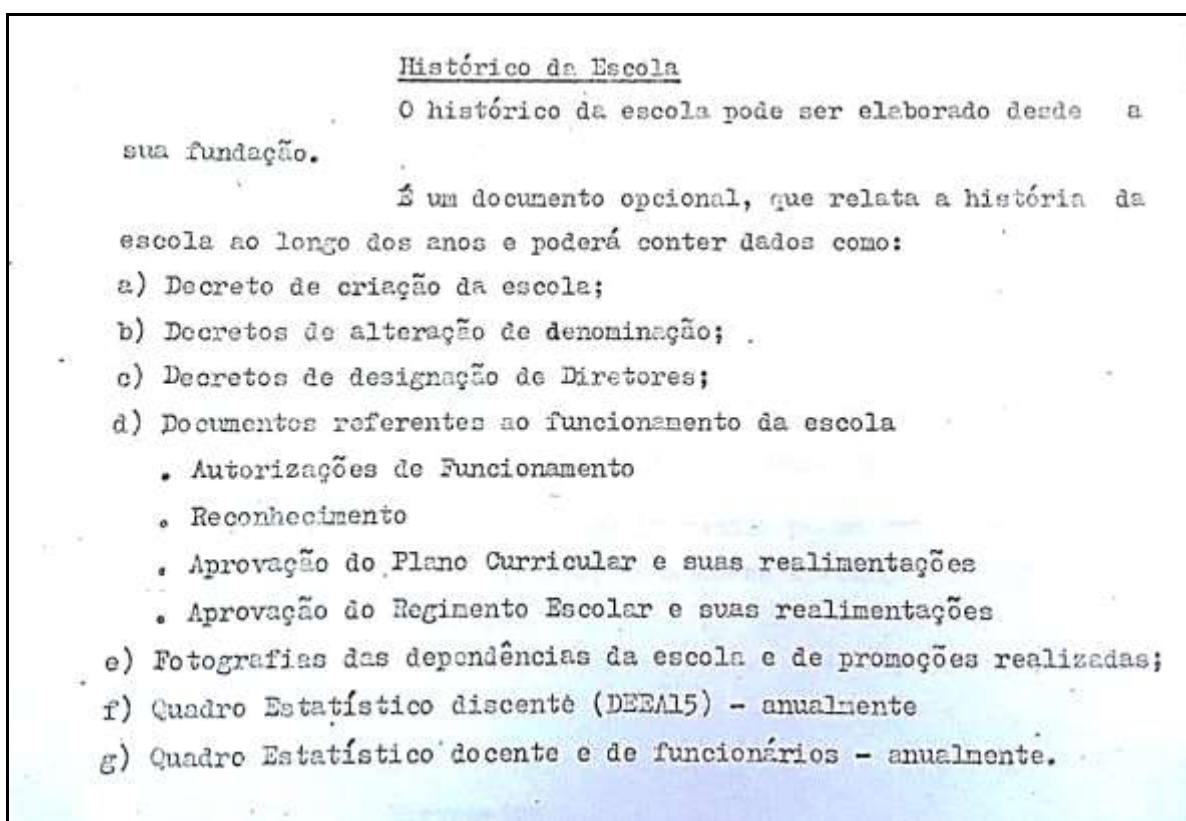 Histórico da Escola
O histórico da escola pode ser elaborado desde a
sua fundação.
É um documento opcional, que relata a história da
escola ao longo dos anos e poderá conter dados como:
a) Decreto de criação da escola;
b) Decretos de alteração de denominação;
c) Decretos de designação de Diretores;
d) Documentos referentes ao funcionamento da escola
. Autorizações de Funcionamento
. Reconhecimento
. Aprovação do Plano Curricular e suas realimentações
. Aprovação do Regimento Escolar e suas realimentações
e) Fotografias das dependências da escola e de promoções realizadas;
f) Quadro Estatístico discente (DEEA15) - anualmente
g) Quadro Estatístico docente e de funcionários - anualmente.